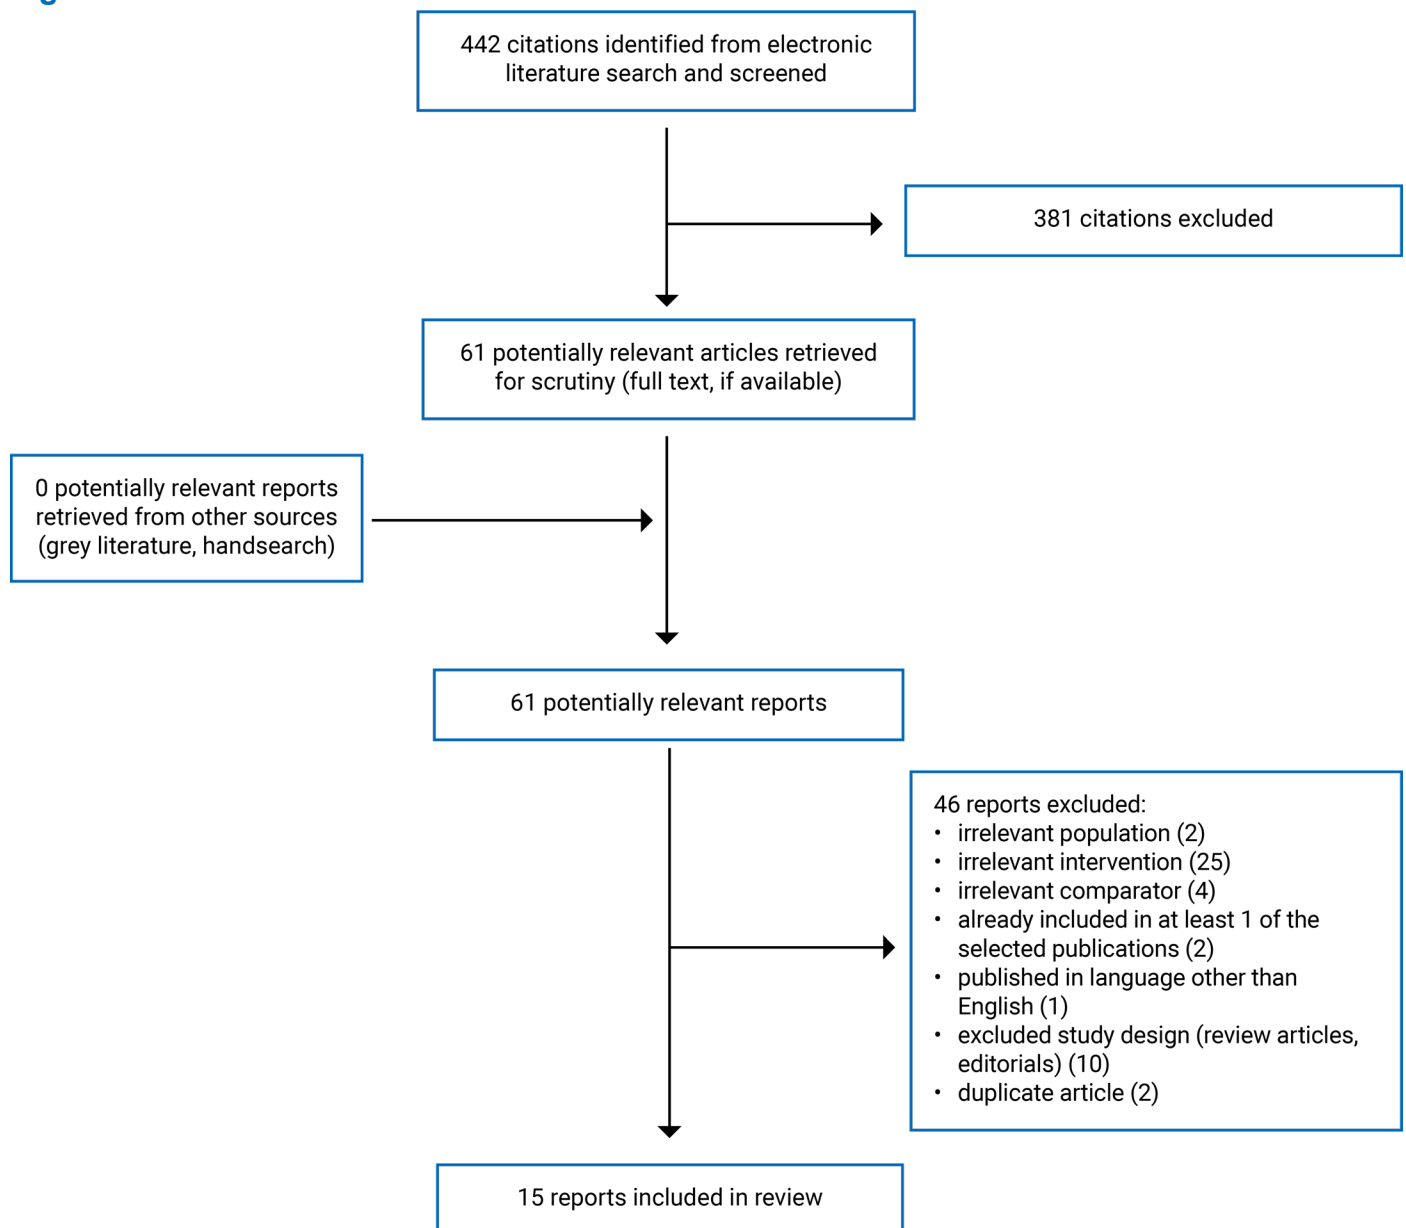 442 citations identified from electronic
literature search and screened
381 citations excluded
61 potentially relevant articles retrieved
for scrutiny (full text, if available)
0 potentially relevant reports
retrieved from other sources
(grey literature, handsearch)
61 potentially relevant reports
46 reports excluded:
• irrelevant population (2)
• irrelevant intervention (25)
• irrelevant comparator (4)
• already included in at least 1 of the
selected publications (2)
• published in language other than
English (1)
• excluded study design (review articles,
editorials) (10)
• duplicate article (2)
15 reports included in review